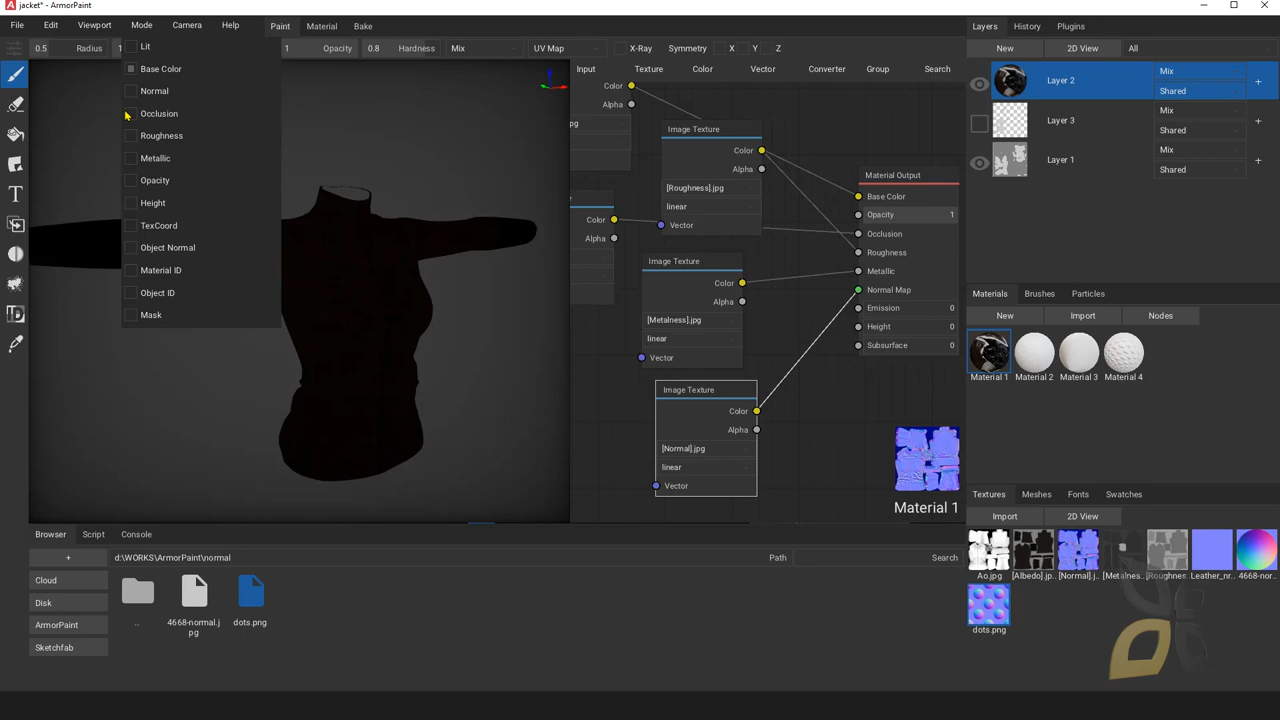 jacket* - ArmorPaint
File Edit Viewport Mode Camera Help Paint Material Bake
Layers History Plugins
0.5 Radius 1 1 Opacity 0.8 Hardness Mix UV Map X-Ray Symmetry X Y Z
New 2D View All
Lit
Base Color
Normal
Occlusion
Roughness
Metallic
Opacity
Height
TexCoord
Object Normal
Material ID
Object ID
Mask
Input Texture Color Vector Converter Group Search
Color
Alpha
pg
Color
Alpha
Image Texture
Color
Alpha
[Roughness].jpg
linear
Vector
Image Texture
Color
Alpha
[Metalness].jpg
linear
Vector
Image Texture
Color
Alpha
[Normal].jpg
linear
Vector
Material Output
Base Color
Opacity 1
Occlusion
Roughness
Metallic
Normal Map
Emission 0
Height 0
Subsurface 0
Material 1
Layer 2 Mix
Shared
Layer 3 Mix
Shared
Layer 1 Mix
Shared
Materials Brushes Particles
New Import Nodes
Material 1 Material 2 Material 3 Material 4
Textures Meshes Fonts Swatches
Import 2D View
Ao.jpg [Albedo].jp.. [Normal].j.. [Metalnes.. [Roughnes.. Leather_nr.. 4668-nor..
dots.png
Browser Script Console
+ d:\WORKS\ArmorPaint\normal Path Search
Cloud
Disk
ArmorPaint
Sketchfab
.. 4668-normal.j
pg
dots.png